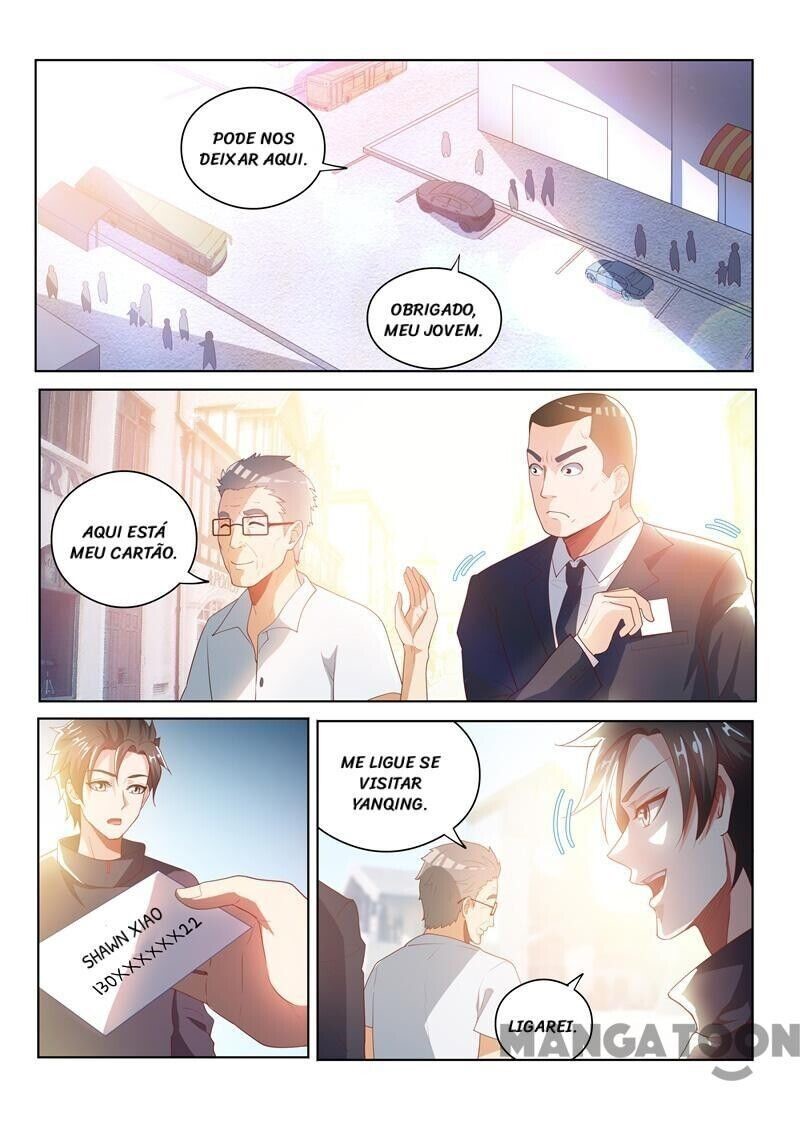 PODE NOS
DEIXAR AQUI.
OBRIGADO,
MEU JOVEM.
AQUI ESTÁ
MEU CARTÃO.
SHAWN XIAO
130XXXXXX22
ME LIGUE SE
VISITAR
YANQING.
LIGAREI.
MANGATOON